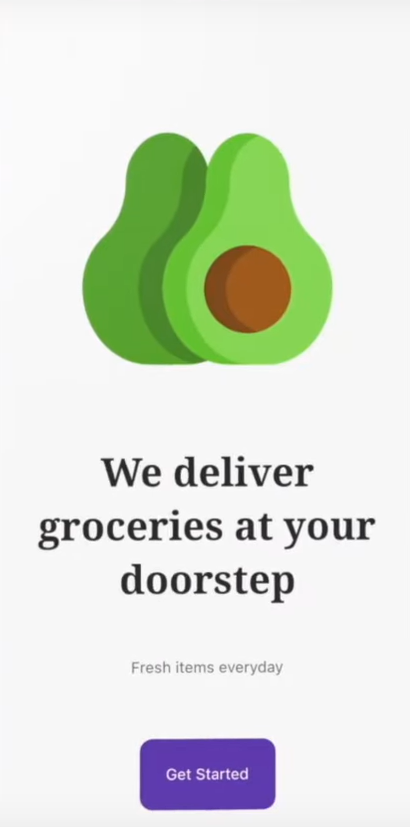 We deliver
groceries at your
doorstep
Fresh items everyday
Get Started